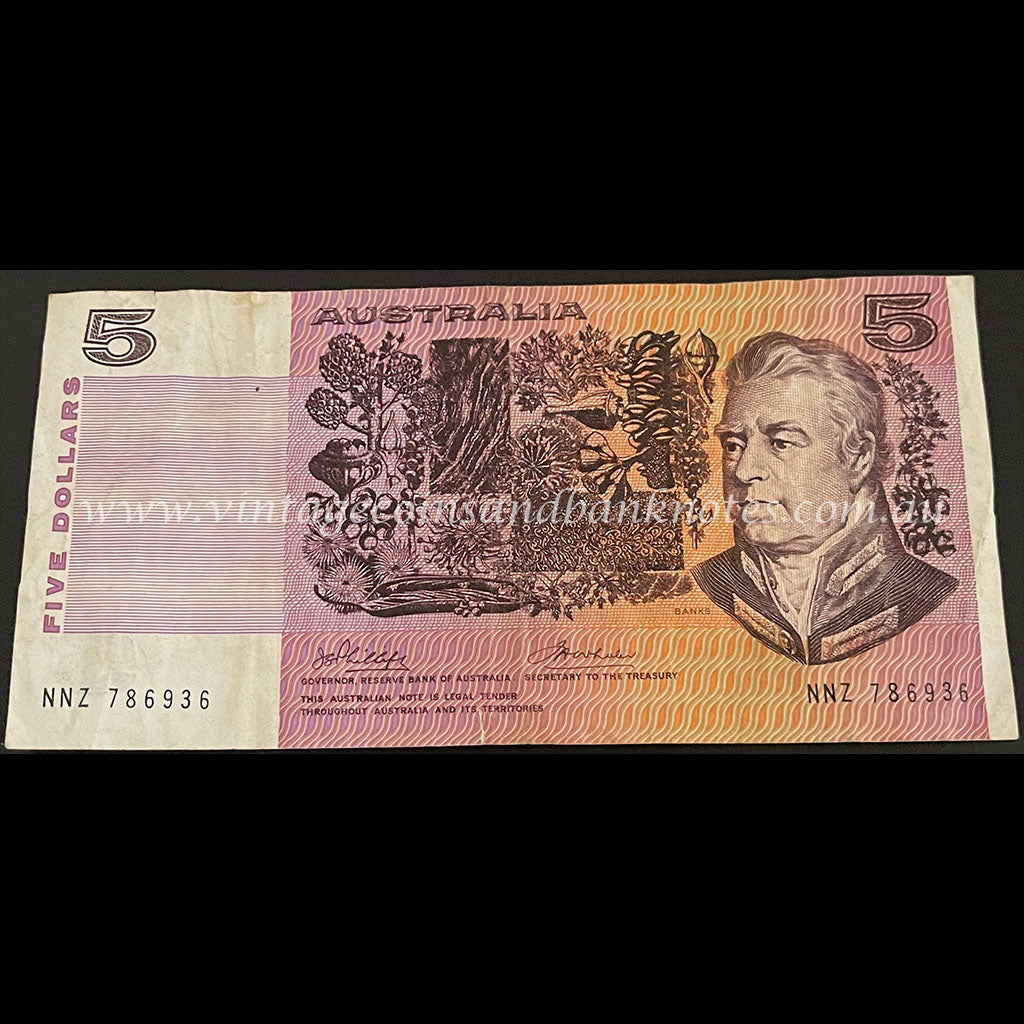 5
AUSTRALIA
5
FIVE DOLLARS
www.vintagecoinsandbanknotes.com.au
BANKS
GOVERNOR, RESERVE BANK OF AUSTRALIA
SECRETARY TO THE TREASURY
THIS AUSTRALIAN NOTE IS LEGAL TENDER
THROUGHOUT AUSTRALIA AND ITS TERRITORIES
NNZ 786936
NNZ 786936